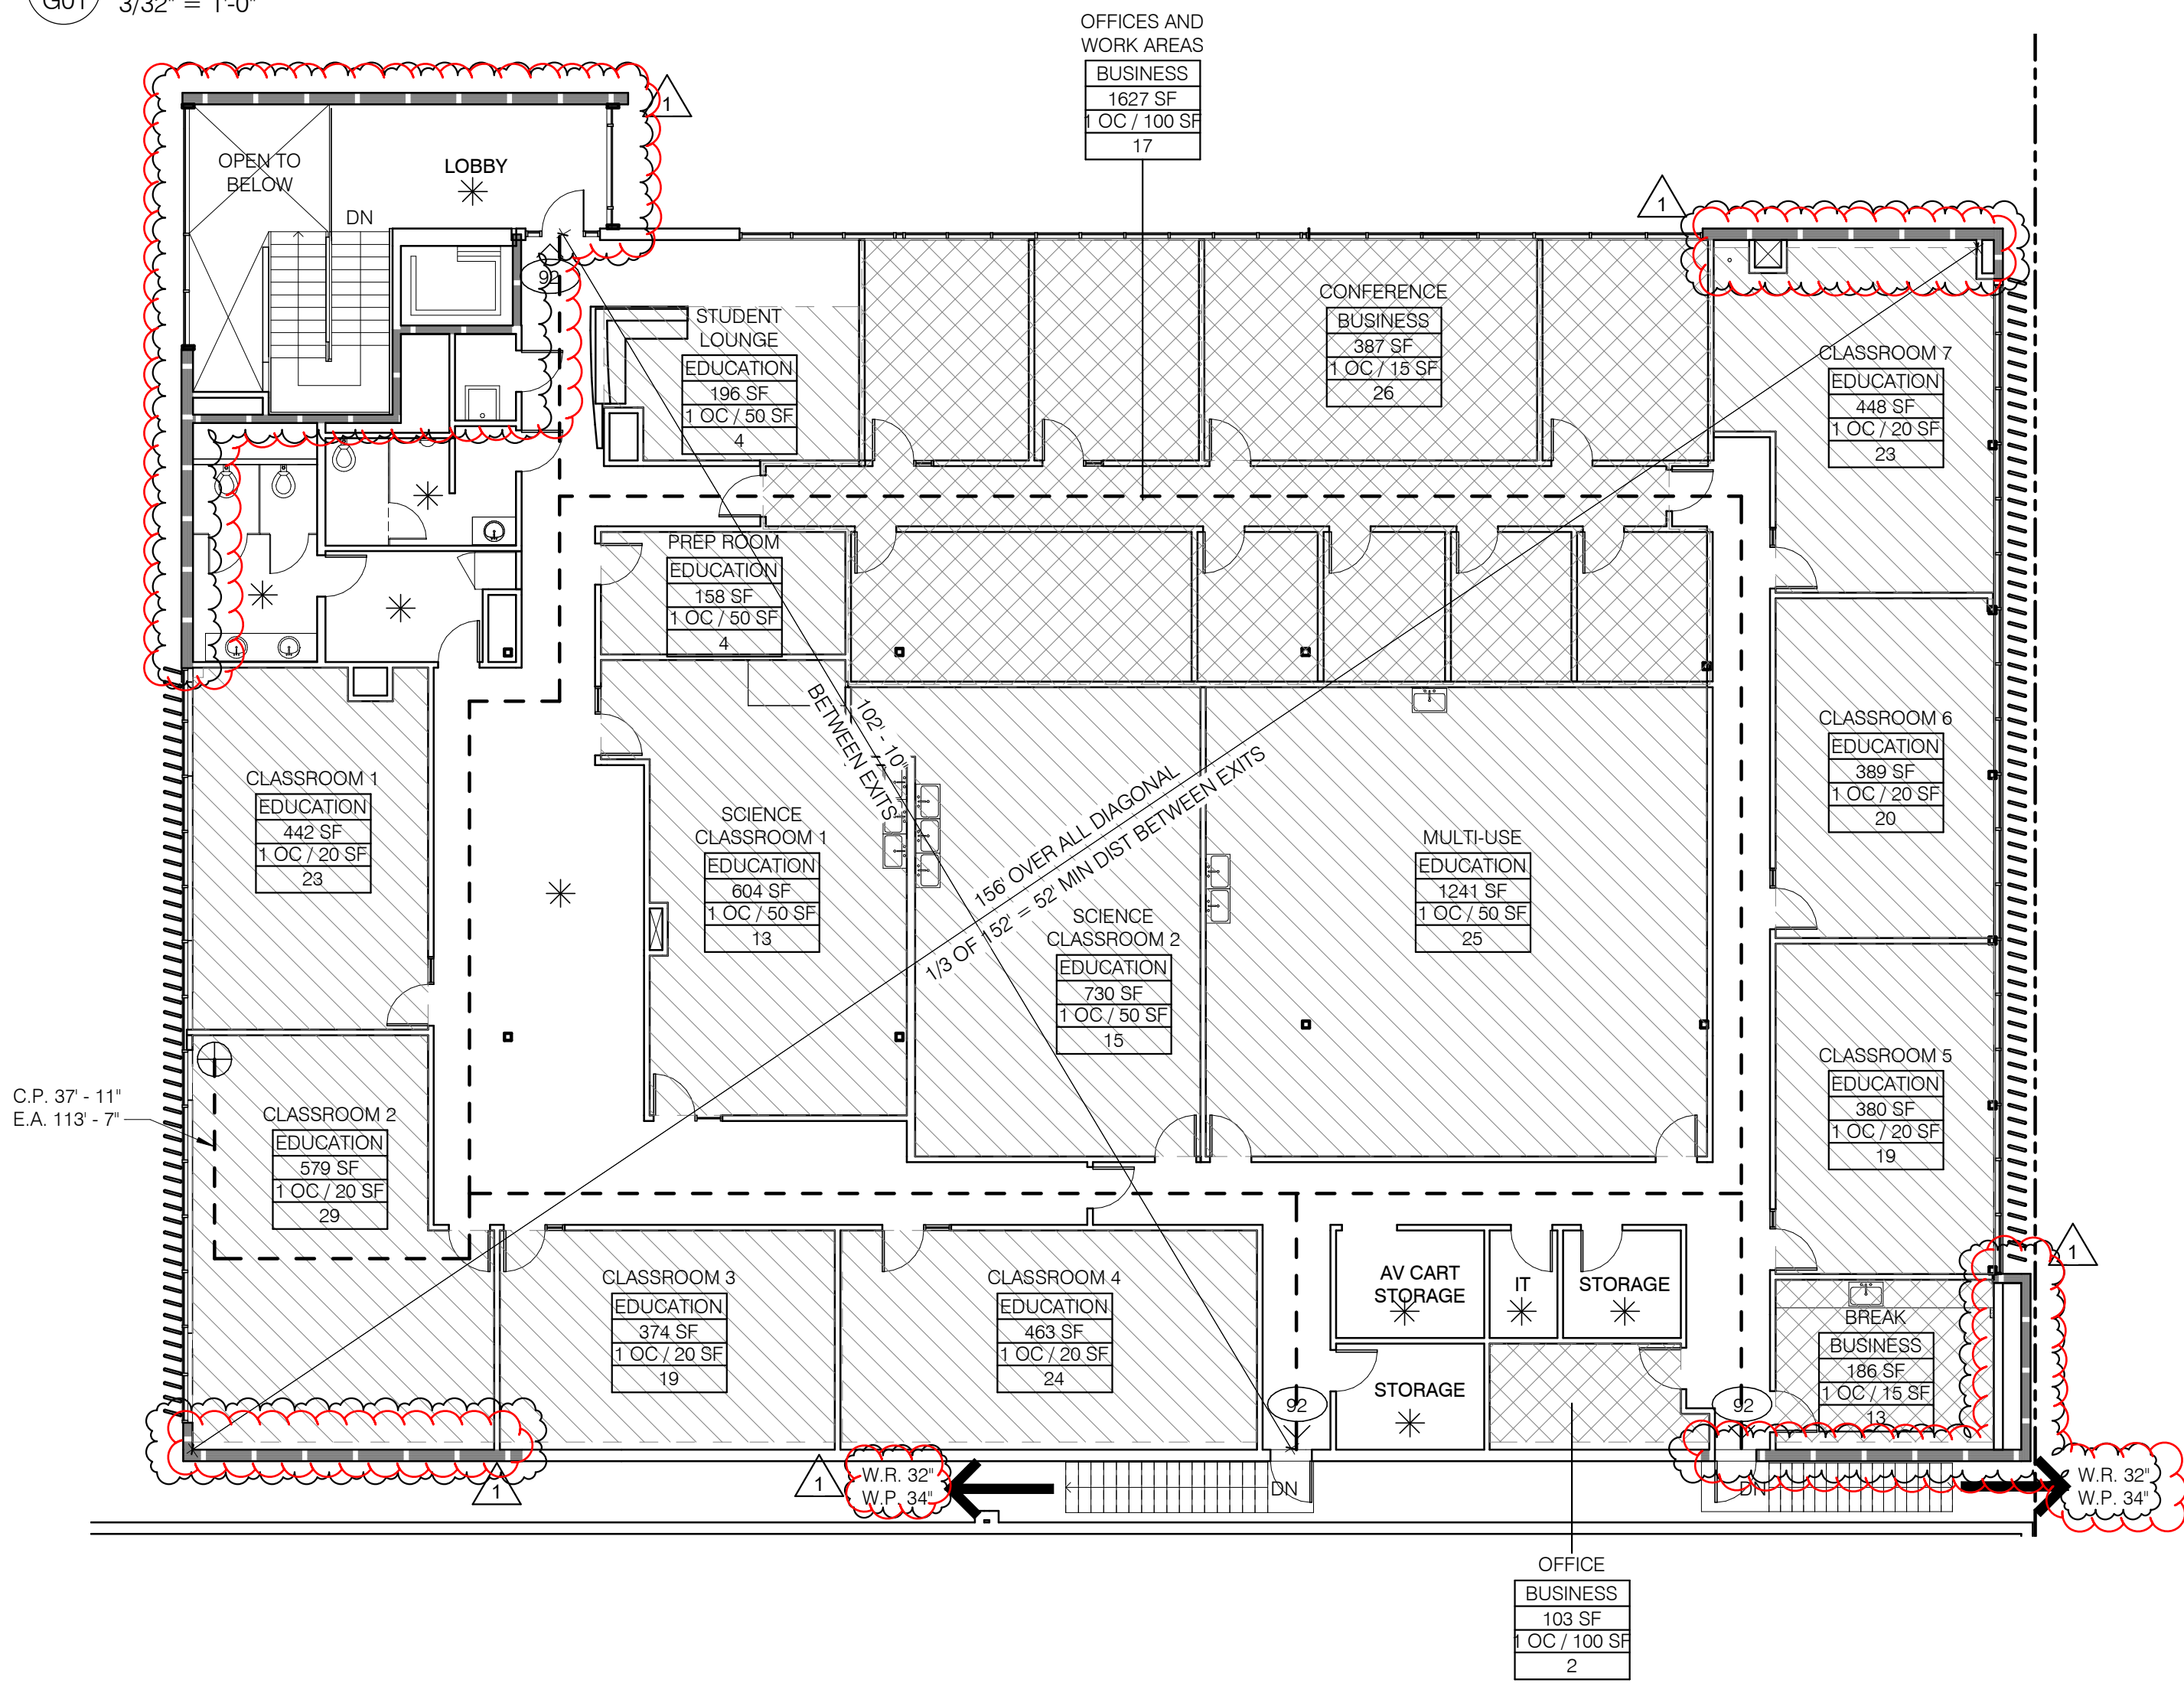 G01
3/32" = 1'-0"
OFFICES AND
WORK AREAS
BUSINESS
1627 SF
1 OC / 100 SF
17
1
OPEN TO
BELOW
LOBBY
DN
92
1
STUDENT
LOUNGE
EDUCATION
196 SF
1 OC / 50 SF
4
CONFERENCE
BUSINESS
387 SF
1 OC / 15 SF
26
CLASSROOM 7
EDUCATION
448 SF
1 OC / 20 SF
23
PREP ROOM
EDUCATION
158 SF
1 OC / 50 SF
4
102' - 10"
BETWEEN EXITS
156' OVER ALL DIAGONAL
1/3 OF 152' = 52' MIN DIST BETWEEN EXITS
CLASSROOM 6
EDUCATION
389 SF
1 OC / 20 SF
20
CLASSROOM 1
EDUCATION
442 SF
1 OC / 20 SF
23
SCIENCE
CLASSROOM 1
EDUCATION
604 SF
1 OC / 50 SF
13
SCIENCE
CLASSROOM 2
EDUCATION
730 SF
1 OC / 50 SF
15
MULTI-USE
EDUCATION
1241 SF
1 OC / 50 SF
25
CLASSROOM 5
EDUCATION
380 SF
1 OC / 20 SF
19
C.P. 37' - 11"
E.A. 113' - 7"
CLASSROOM 2
EDUCATION
579 SF
1 OC / 20 SF
29
CLASSROOM 3
EDUCATION
374 SF
1 OC / 20 SF
19
CLASSROOM 4
EDUCATION
463 SF
1 OC / 20 SF
24
AV CART
STORAGE
IT
STORAGE
STORAGE
92
92
BREAK
BUSINESS
186 SF
1 OC / 15 SF
13
1
1
1
W.R. 32"
W.P. 34"
DN
DN
W.R. 32"
W.P. 34"
OFFICE
BUSINESS
103 SF
1 OC / 100 SF
2